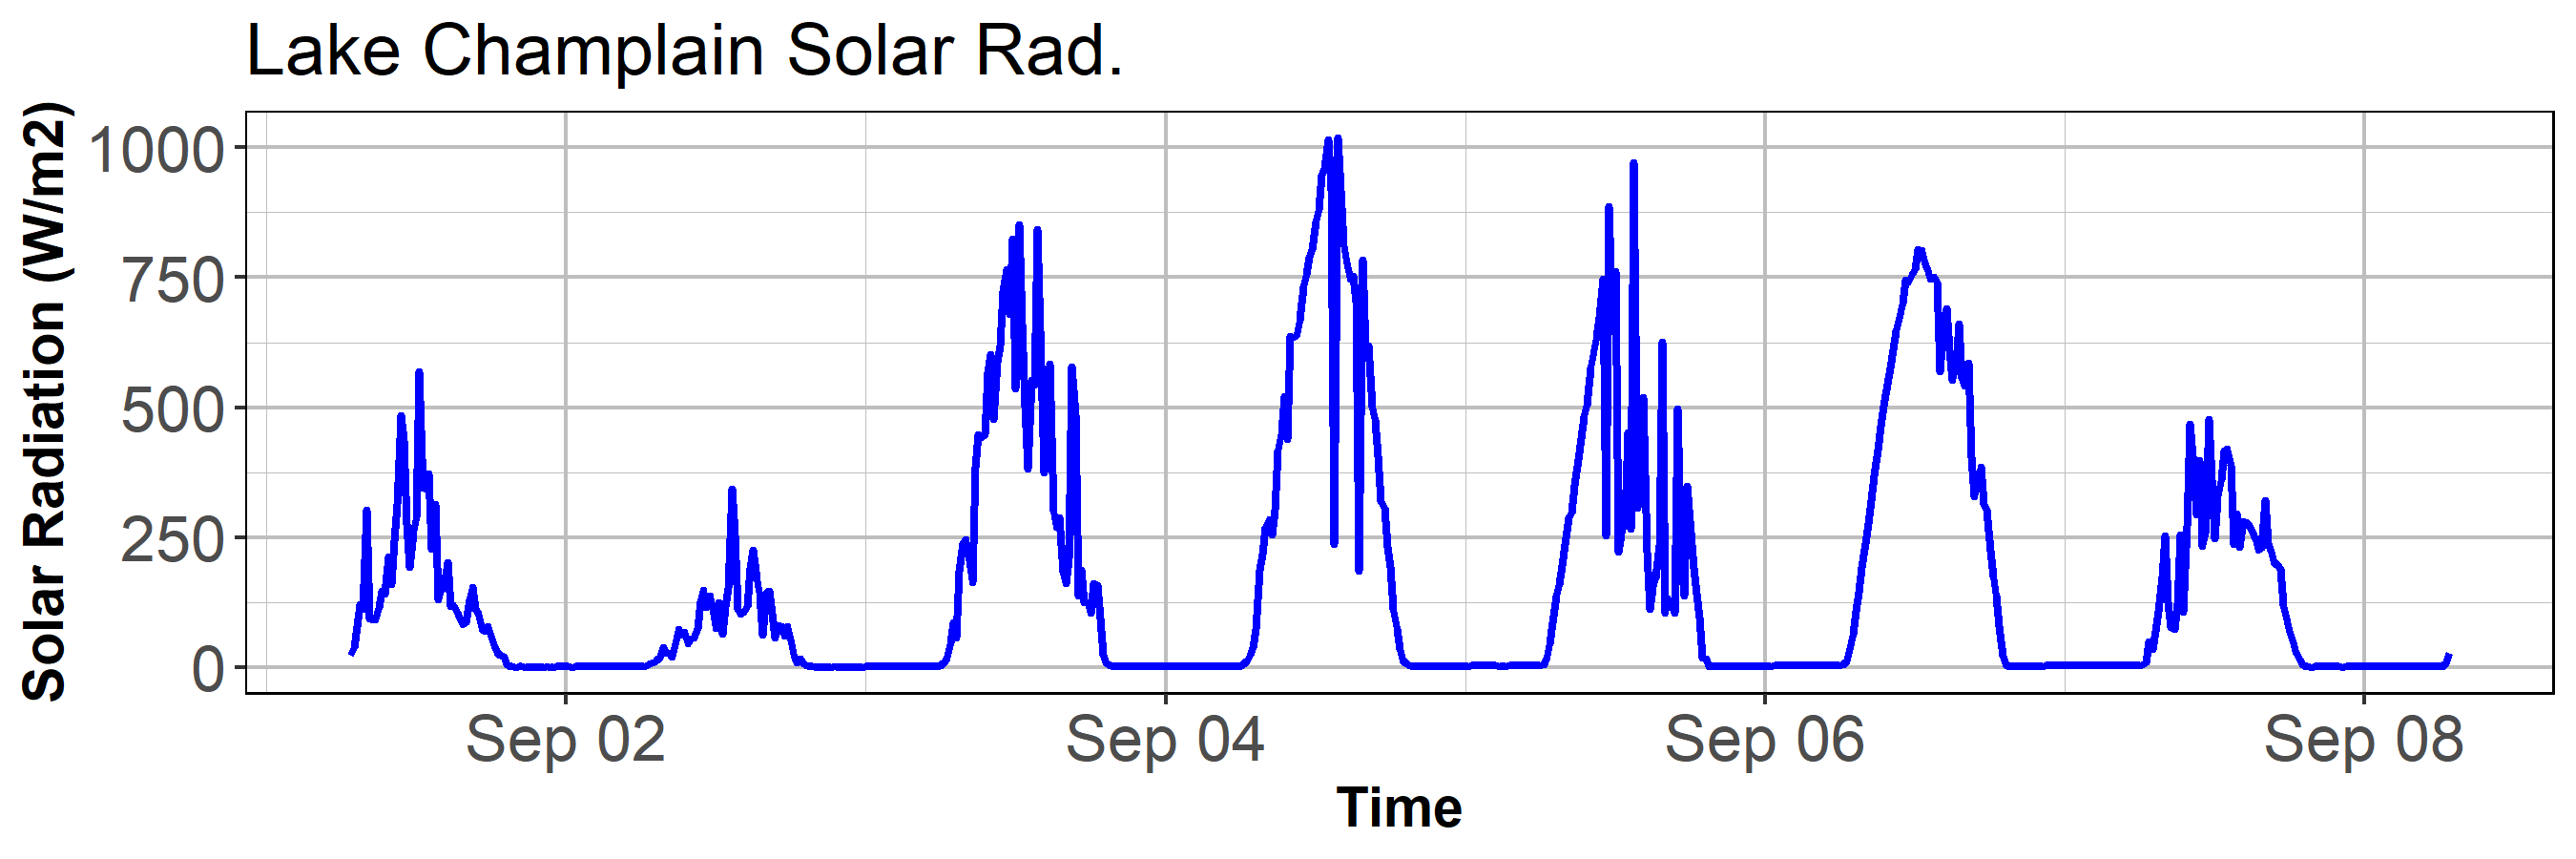 Lake Champlain Solar Rad.
Solar Radiation (W/m2)
1000
750
500
250
0
Sep 02 Sep 04 Sep 06 Sep 08
Time